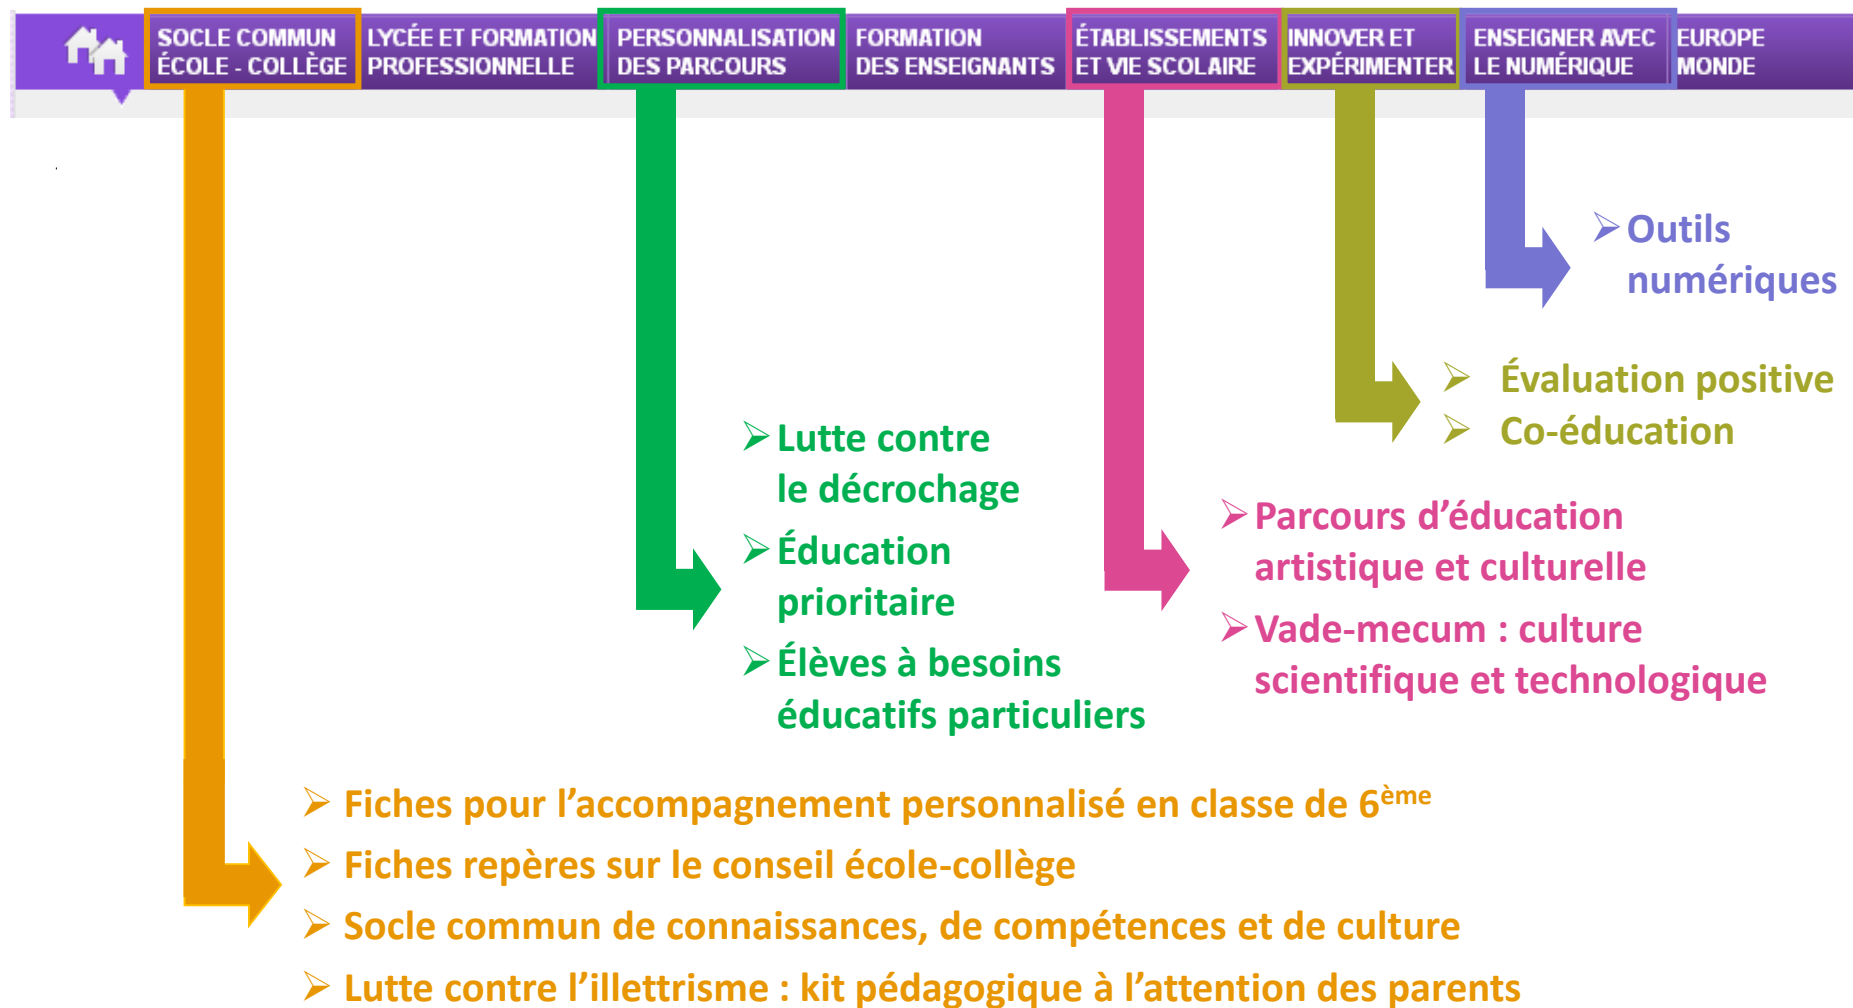 SOCLE COMMUN
ÉCOLE - COLLÈGE
LYCÉE ET FORMATION
PROFESSIONNELLE
PERSONNALISATION
DES PARCOURS
FORMATION
DES ENSEIGNANTS
ÉTABLISSEMENTS
ET VIE SCOLAIRE
INNOVER ET
EXPÉRIMENTER
ENSEIGNER AVEC
LE NUMÉRIQUE
EUROPE
MONDE
➢ Outils
numériques
➢ Évaluation positive
➢ Co-éducation
➢ Lutte contre
le décrochage
➢ Éducation
prioritaire
➢ Élèves à besoins
éducatifs particuliers
➢ Parcours d’éducation
artistique et culturelle
➢ Vade-mecum : culture
scientifique et technologique
➢ Fiches pour l’accompagnement personnalisé en classe de 6ème
➢ Fiches repères sur le conseil école-collège
➢ Socle commun de connaissances, de compétences et de culture
➢ Lutte contre l’illettrisme : kit pédagogique à l’attention des parents